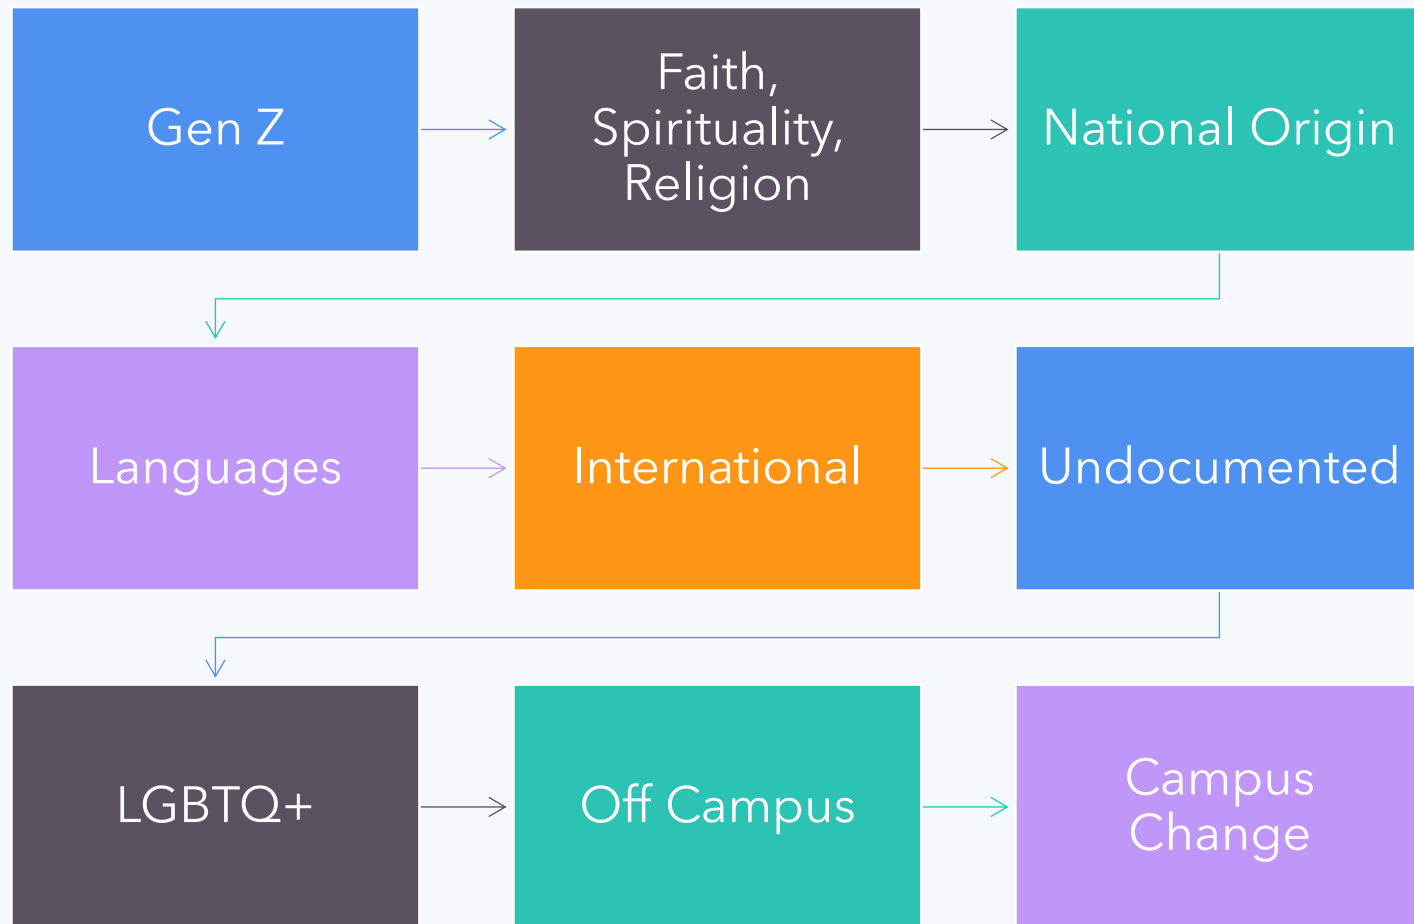 Gen Z
Faith,
Spirituality,
Religion
National Origin
Languages
International
Undocumented
LGBTQ+
Off Campus
Campus
Change